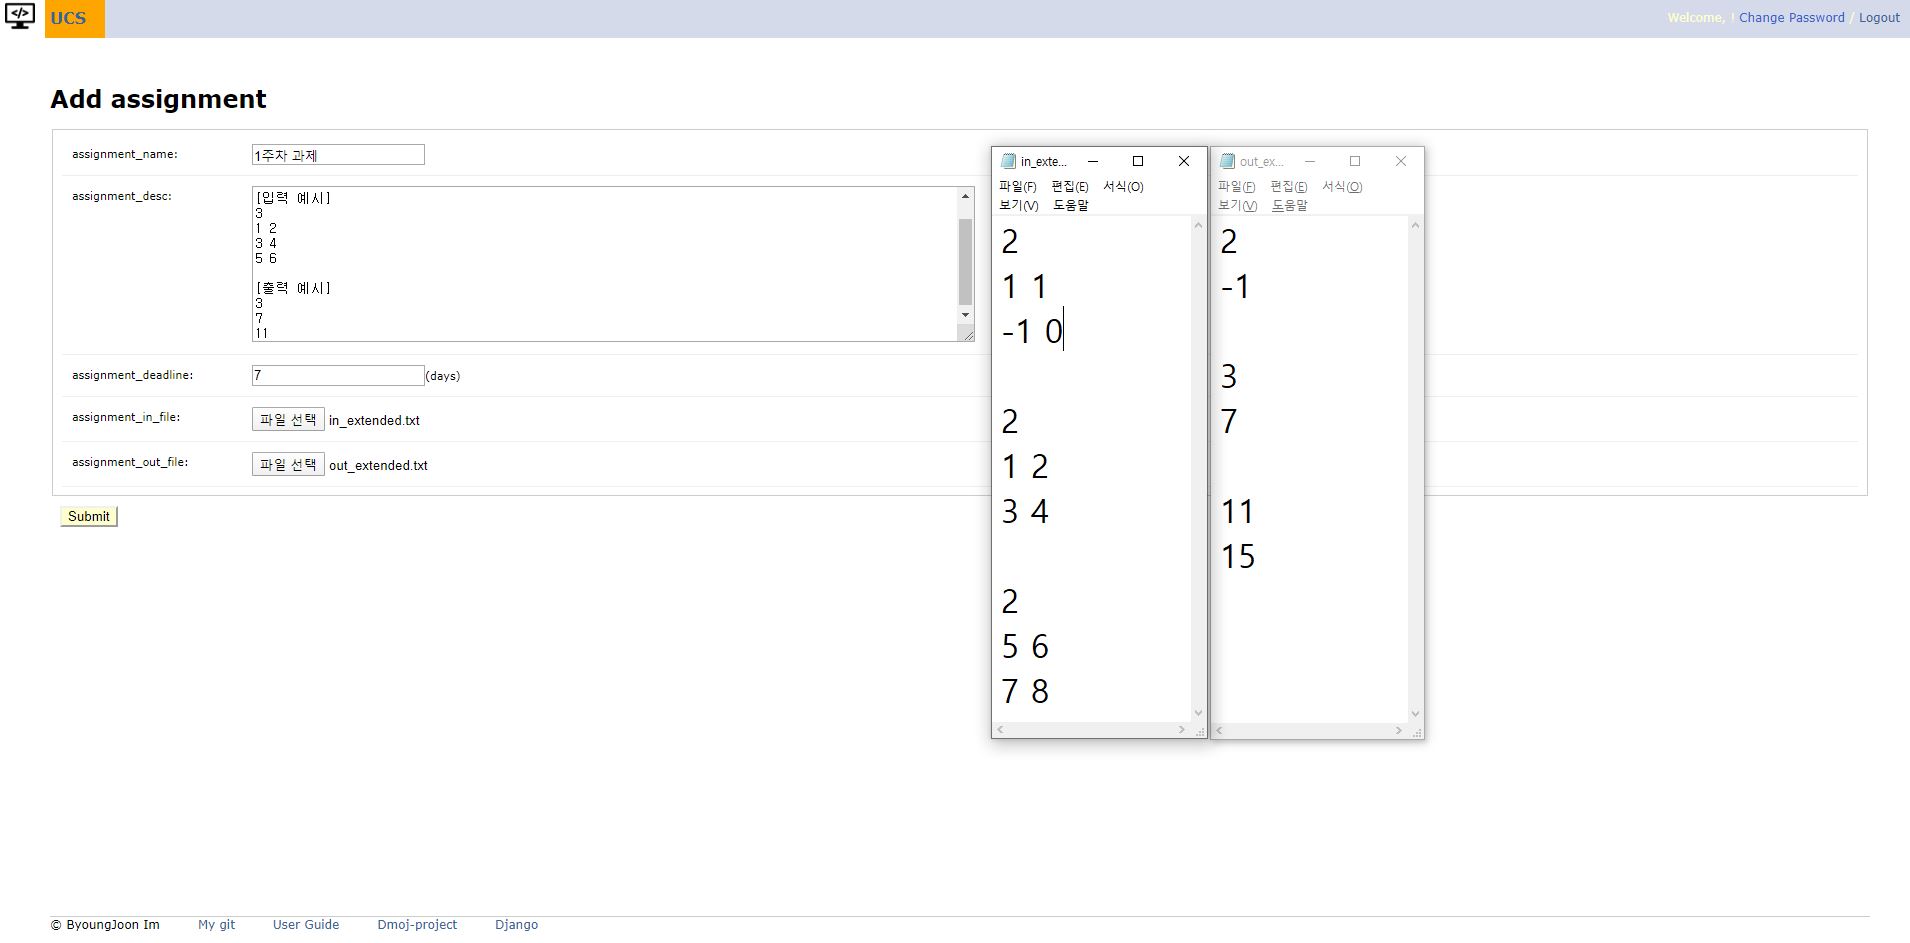 UCS
Welcome, ! Change Password / Logout
Add assignment
assignment_name:
1주차 과제
assignment_desc:
[입력 예시]
3
1 2
3 4
5 6
[출력 예시]
3
7
11
assignment_deadline:
7
(days)
assignment_in_file:
파일 선택 in_extended.txt
assignment_out_file:
파일 선택 out_extended.txt
Submit
in_exte...
파일(F) 편집(E) 서식(O)
보기(V) 도움말
2
1 1
-1 0
2
1 2
3 4
2
5 6
7 8
out_ex...
파일(F) 편집(E) 서식(O)
보기(V) 도움말
2
-1
3
7
11
15
© ByoungJoon Im My git User Guide Dmoj-project Django